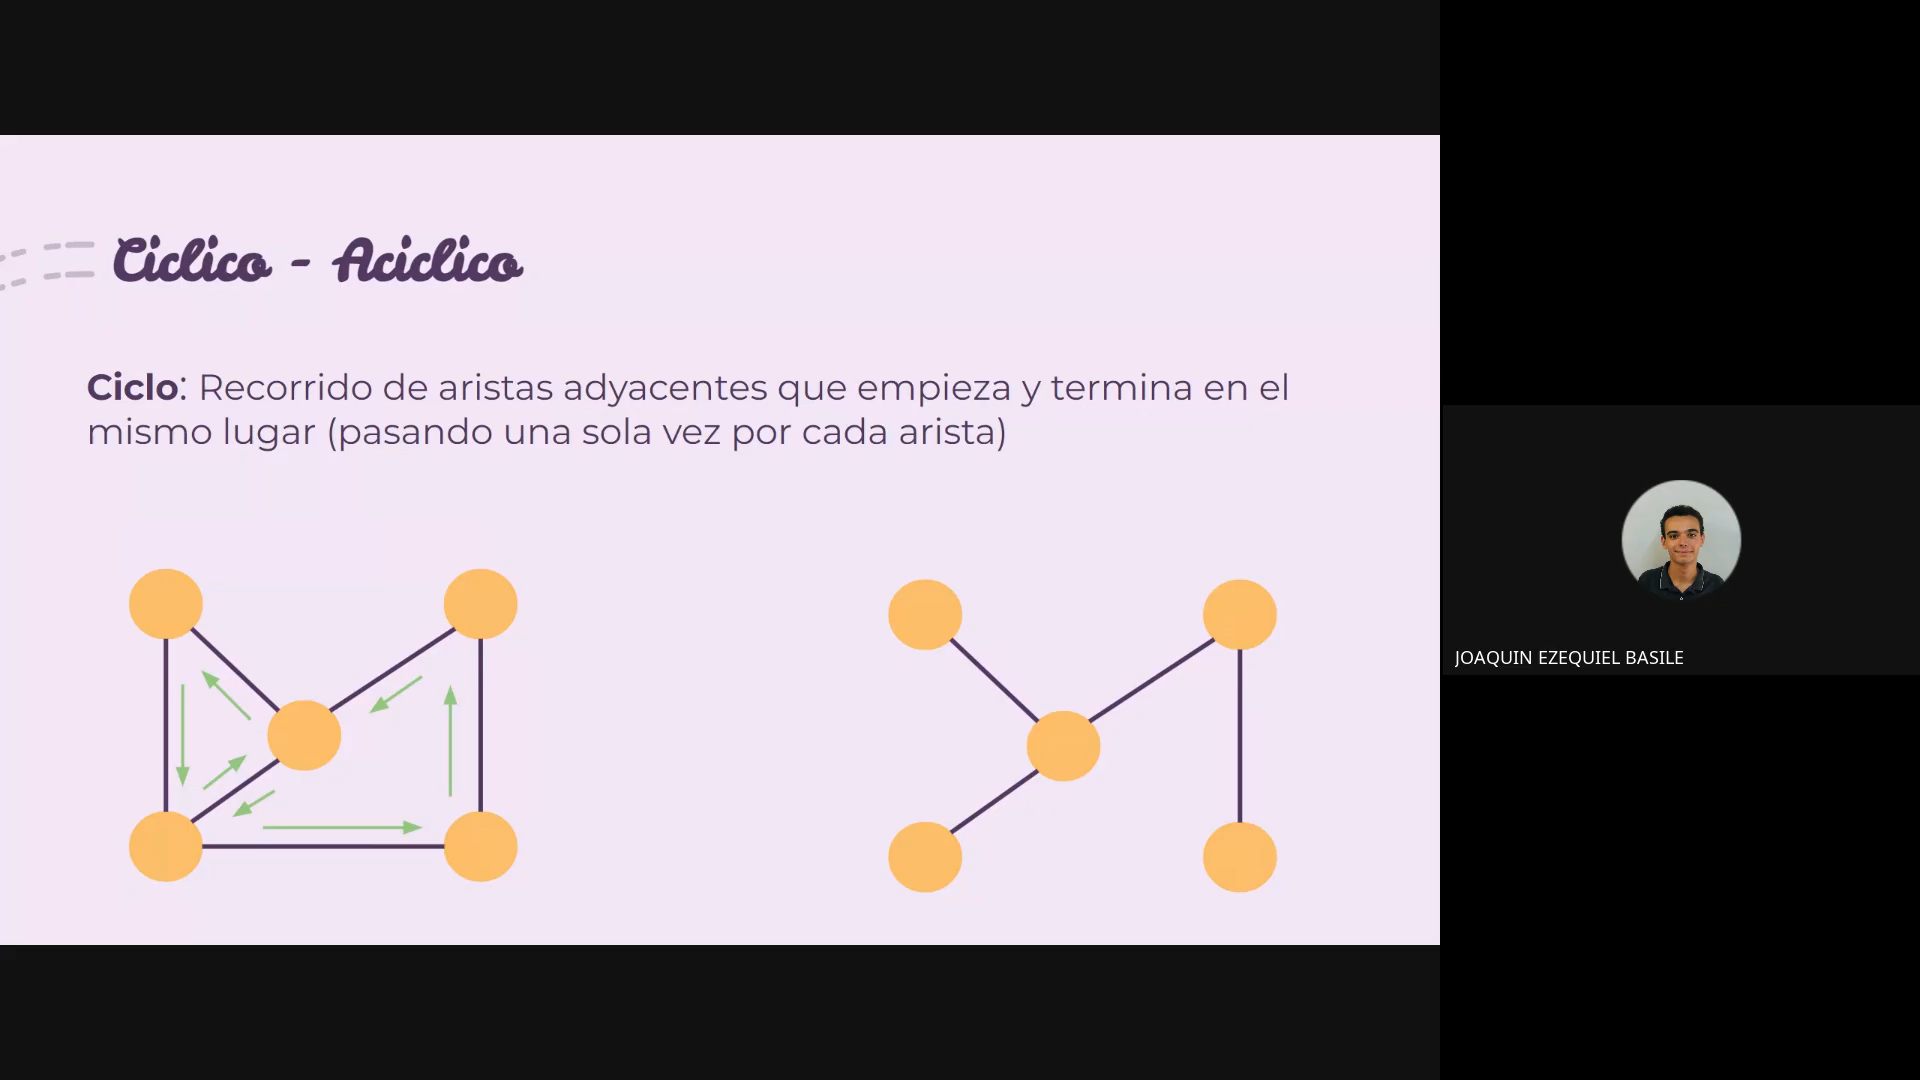 Ciclico - Aciclico
Ciclo: Recorrido de aristas adyacentes que empieza y termina en el
mismo lugar (pasando una sola vez por cada arista)
JOAQUIN EZEQUIEL BASILE